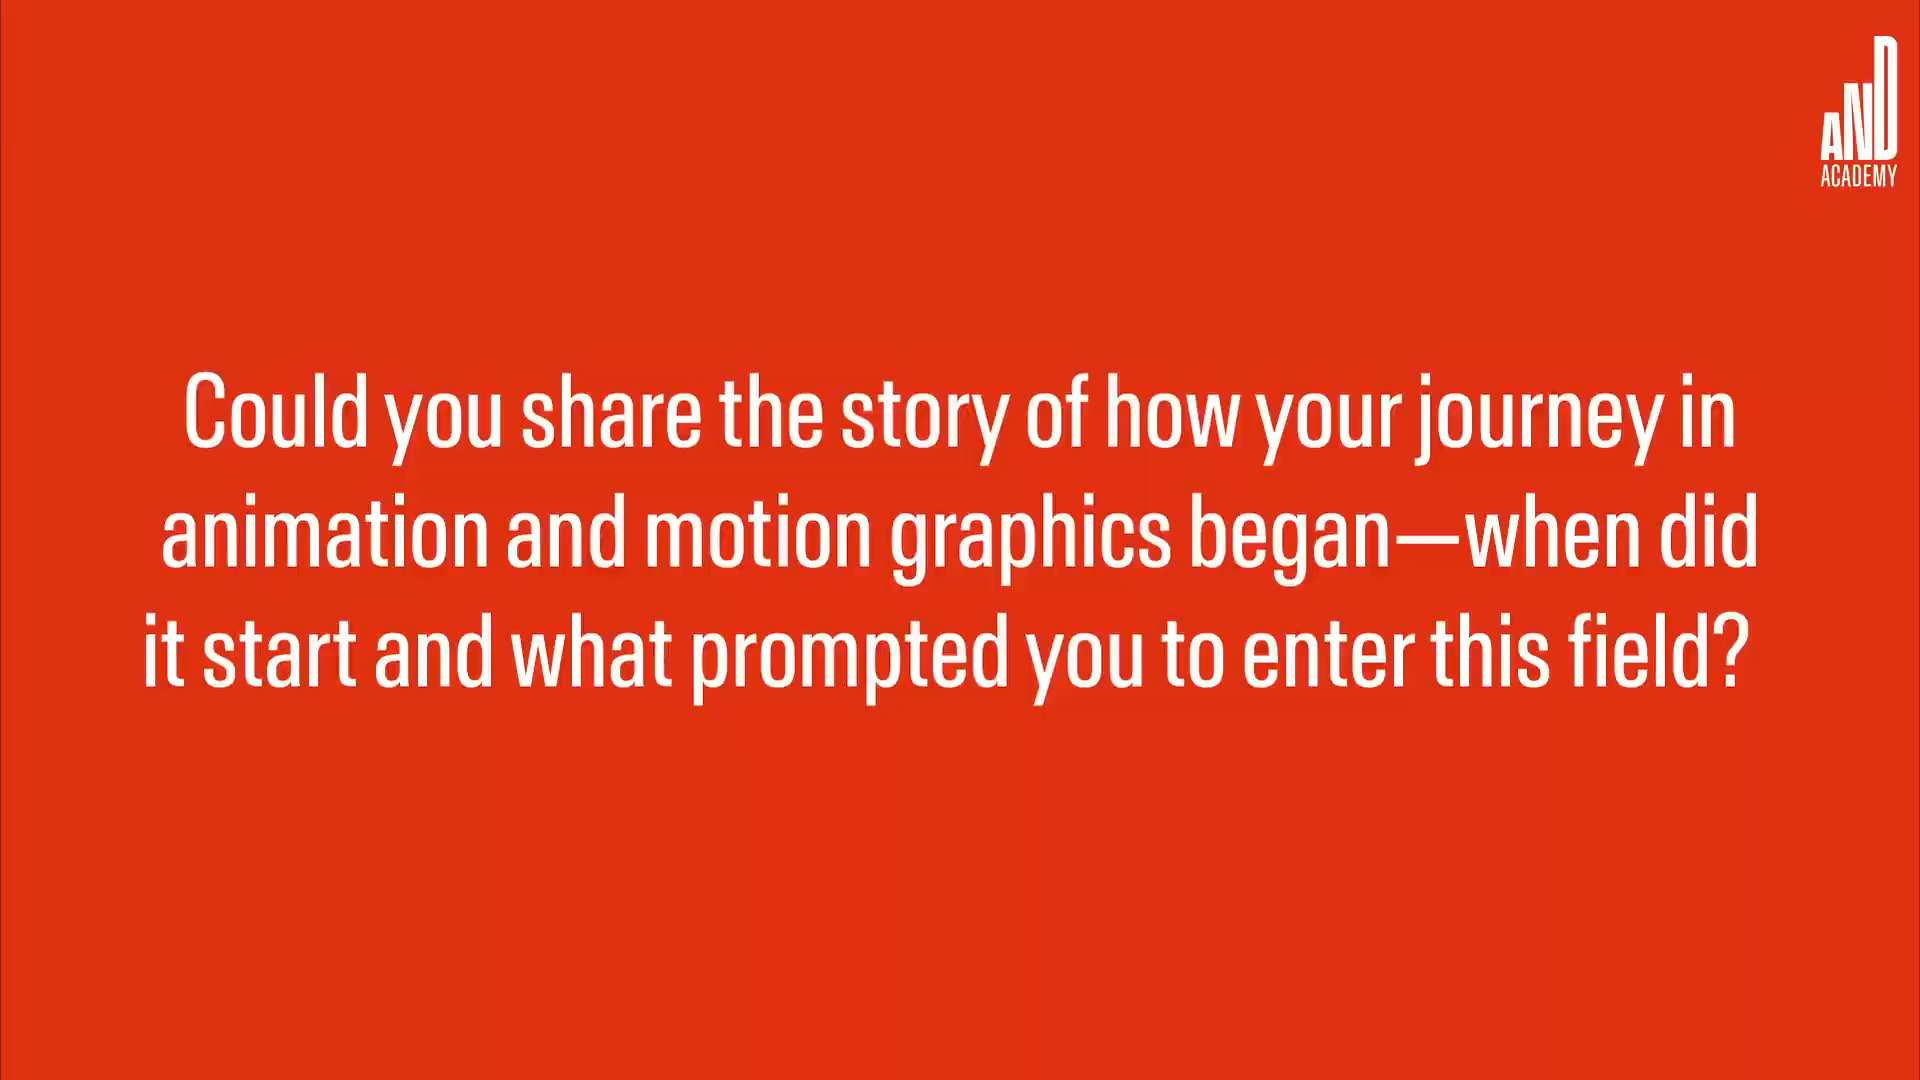 AND
ACADEMY
Could you share the story of how your journey in
animation and motion graphics began—when did
it start and what prompted you to enter this field?